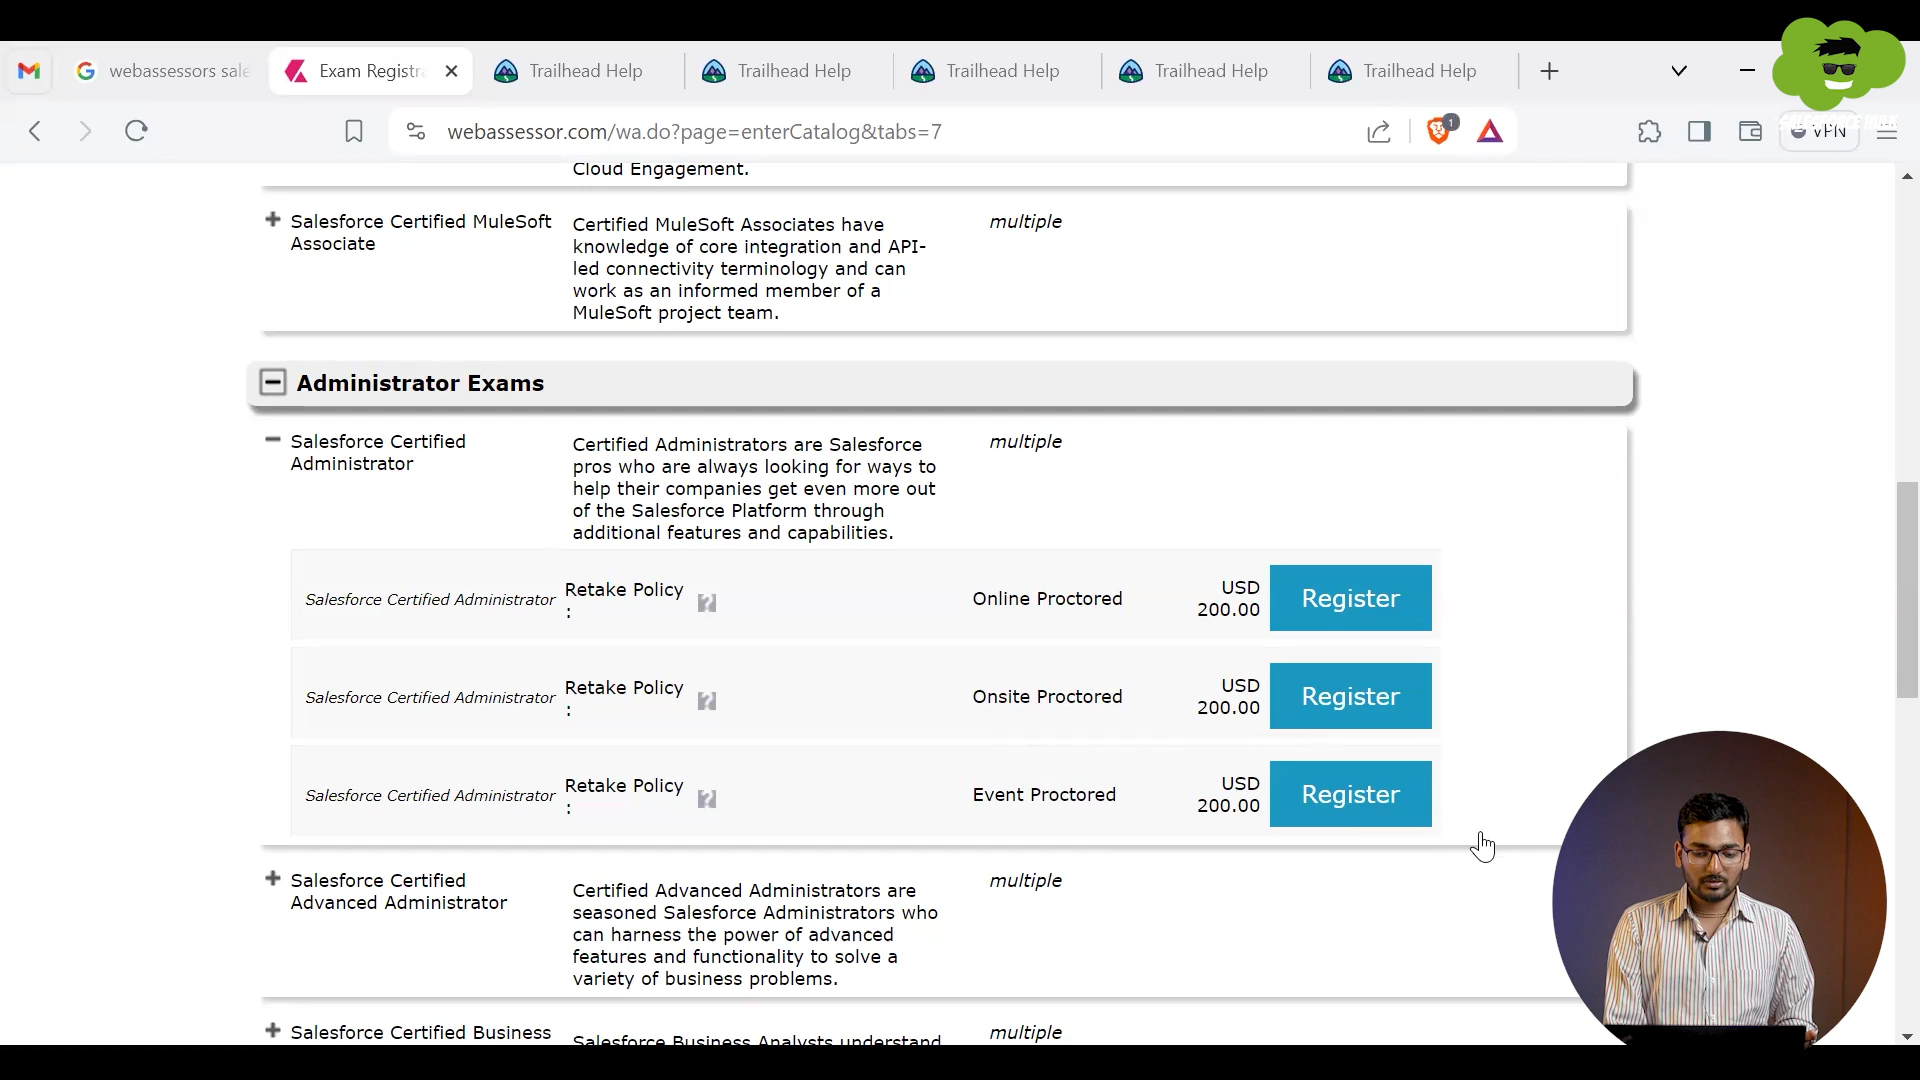 webassessors sale
Exam Registra
Trailhead Help
Trailhead Help
Trailhead Help
Trailhead Help
Trailhead Help
webassessor.com/wa.do?page=enterCatalog&tabs=7
1
VPN
Cloud Engagement.
Salesforce Certified MuleSoft
Associate
Certified MuleSoft Associates have
knowledge of core integration and API-
led connectivity terminology and can
work as an informed member of a
MuleSoft project team.
multiple
Administrator Exams
Salesforce Certified
Administrator
Certified Administrators are Salesforce
pros who are always looking for ways to
help their companies get even more out
of the Salesforce Platform through
additional features and capabilities.
multiple
Salesforce Certified Administrator
Retake Policy
:
?
Online Proctored
USD
200.00
Register
Salesforce Certified Administrator
Retake Policy
:
?
Onsite Proctored
USD
200.00
Register
Salesforce Certified Administrator
Retake Policy
:
?
Event Proctored
USD
200.00
Register
Salesforce Certified
Advanced Administrator
Certified Advanced Administrators are
seasoned Salesforce Administrators who
can harness the power of advanced
features and functionality to solve a
variety of business problems.
multiple
Salesforce Certified Business
Salesforce Business Analysts understand
multiple